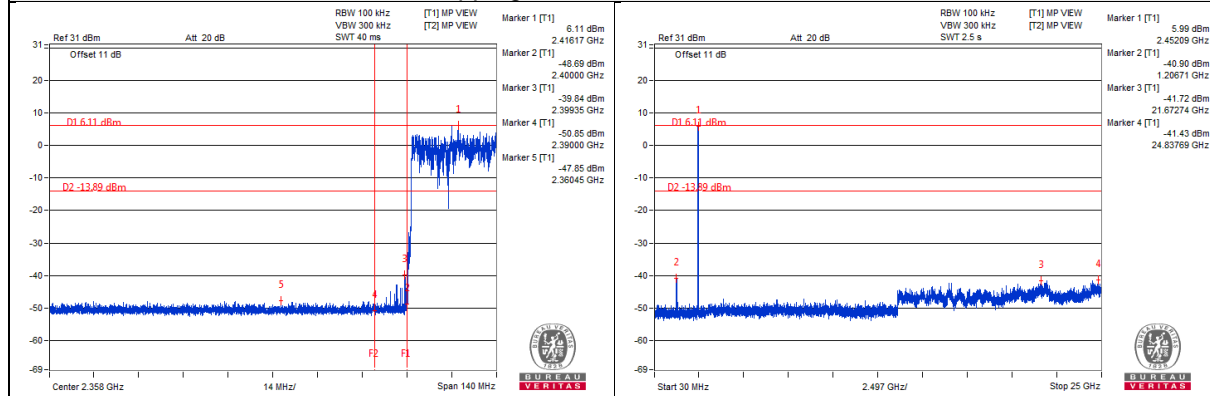 RBW 100 kHz [T1] MP VIEW
VBW 300 kHz [T2] MP VIEW
Ref 31 dBm Att 20 dB SWT 40 ms
Offset 11 dB
31
20
10
0
-10
-20
-30
-40
-50
-60
-69
D1 6.11 dBm
D2 -13.89 dBm
1
2
3
4
5
F2
F1
Center 2.358 GHz 14 MHz/ Span 140 MHz
Marker 1 [T1]
6.11 dBm
2.41617 GHz
Marker 2 [T1]
-48.69 dBm
2.40000 GHz
Marker 3 [T1]
-39.84 dBm
2.39935 GHz
Marker 4 [T1]
-50.85 dBm
2.39000 GHz
Marker 5 [T1]
-47.85 dBm
2.36045 GHz
BUREAU VERITAS
1828
BUREAU
VERITAS
RBW 100 kHz [T1] MP VIEW
VBW 300 kHz [T2] MP VIEW
Ref 31 dBm Att 20 dB SWT 2.5 s
Offset 11 dB
31
20
10
0
-10
-20
-30
-40
-50
-60
-69
D1 6.11 dBm
D2 -13.89 dBm
1
2
3
4
Start 30 MHz 2.497 GHz/ Stop 25 GHz
Marker 1 [T1]
5.99 dBm
2.45209 GHz
Marker 2 [T1]
-40.90 dBm
1.20671 GHz
Marker 3 [T1]
-41.72 dBm
21.67274 GHz
Marker 4 [T1]
-41.43 dBm
24.83769 GHz
BUREAU VERITAS
1828
BUREAU
VERITAS